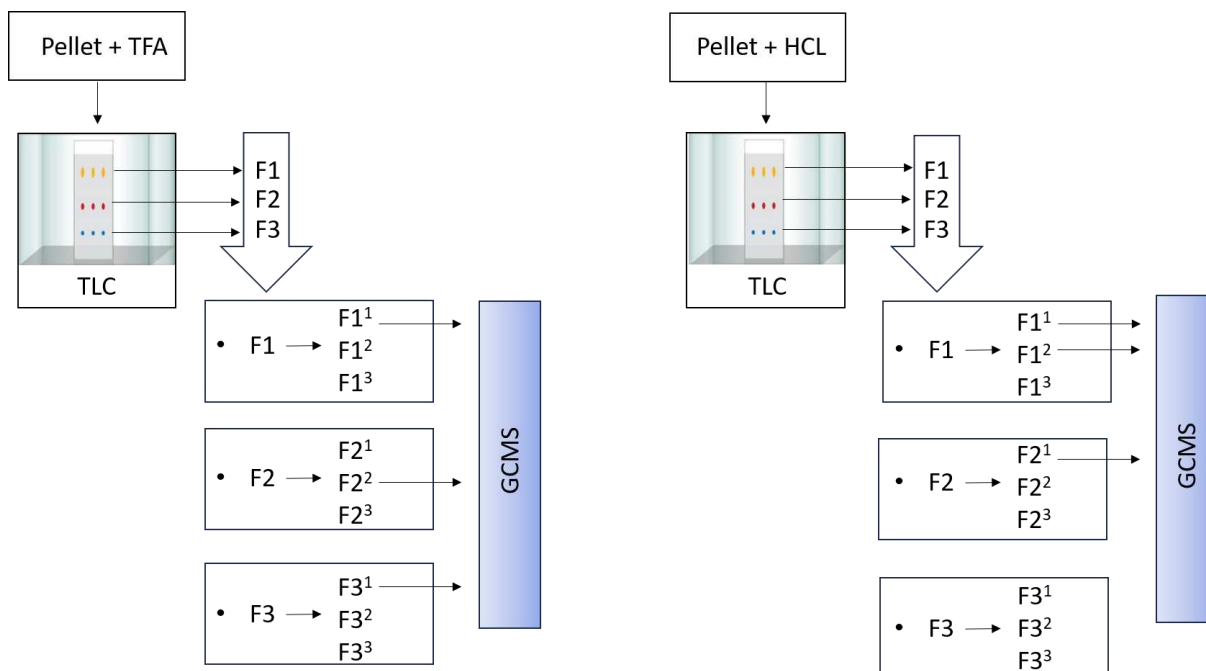 Pellet + TFA
F1
F2
F3
TLC
• F1
F1¹
F1²
F1³
• F2
F2¹
F2²
F2³
• F3
F3¹
F3²
F3³
GCMS
Pellet + HCL
F1
F2
F3
TLC
• F1
F1¹
F1²
F1³
• F2
F2¹
F2²
F2³
• F3
F3¹
F3²
F3³
GCMS